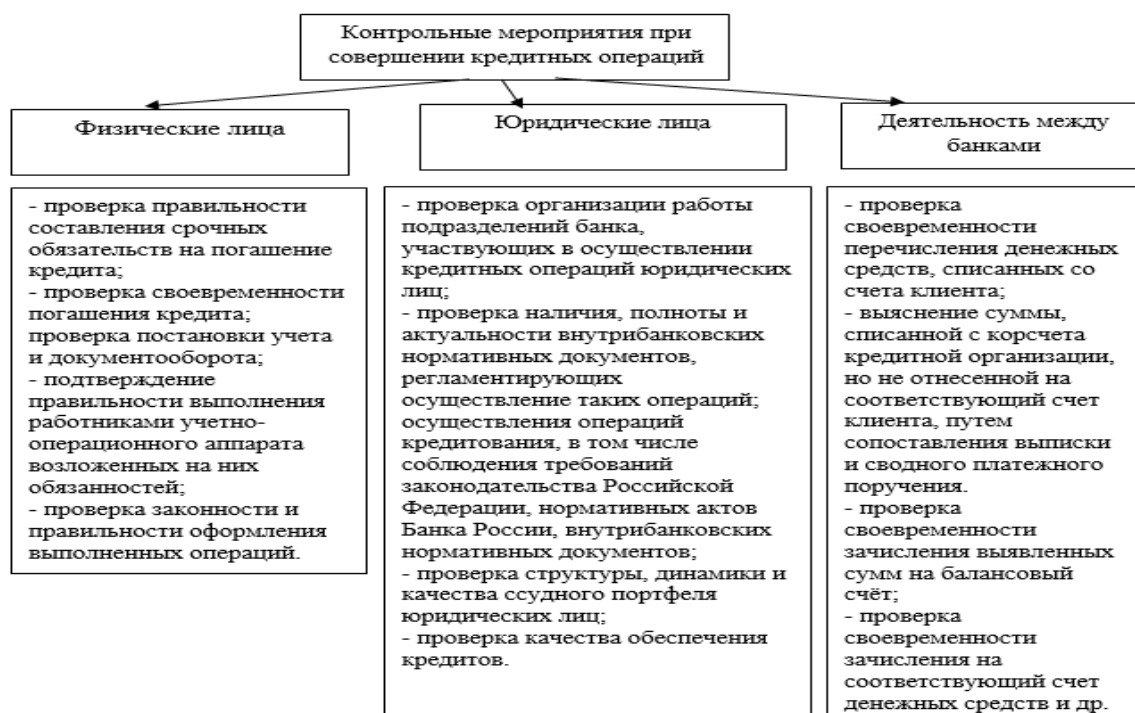 Контрольные мероприятия при
совершении кредитных операций
Физические лица
Юридические лица
Деятельность между
банками
- проверка правильности
составления срочных
обязательств на погашение
кредита;
- проверка своевременности
погашения кредита;
проверка постановки учета
и документооборота;
- подтверждение
правильности выполнения
работниками учетно-
операционного аппарата
возложенных на них
обязанностей;
- проверка законности и
правильности оформления
выполненных операций.
- проверка организации работы
подразделений банка,
участвующих в осуществлении
кредитных операций юридических
лиц;
- проверка наличия, полноты и
актуальности внутрибанковских
нормативных документов,
регламентирующих
осуществление таких операций;
осуществления операций
кредитования, в том числе
соблюдения требований
законодательства Российской
Федерации, нормативных актов
Банка России, внутрибанковских
нормативных документов;
- проверка структуры, динамики и
качества ссудного портфеля
юридических лиц;
- проверка качества обеспечения
кредитов.
- проверка
своевременности
перечисления денежных
средств, списанных со
счета клиента;
- выяснение суммы,
списанной с корсчета
кредитной организации,
но не отнесенной на
соответствующий счет
клиента, путем
сопоставления выписки
и сводного платежного
поручения.
- проверка
своевременности
зачисления выявленных
сумм на балансовый
счёт;
- проверка
своевременности
зачисления на
соответствующий счет
денежных средств и др.